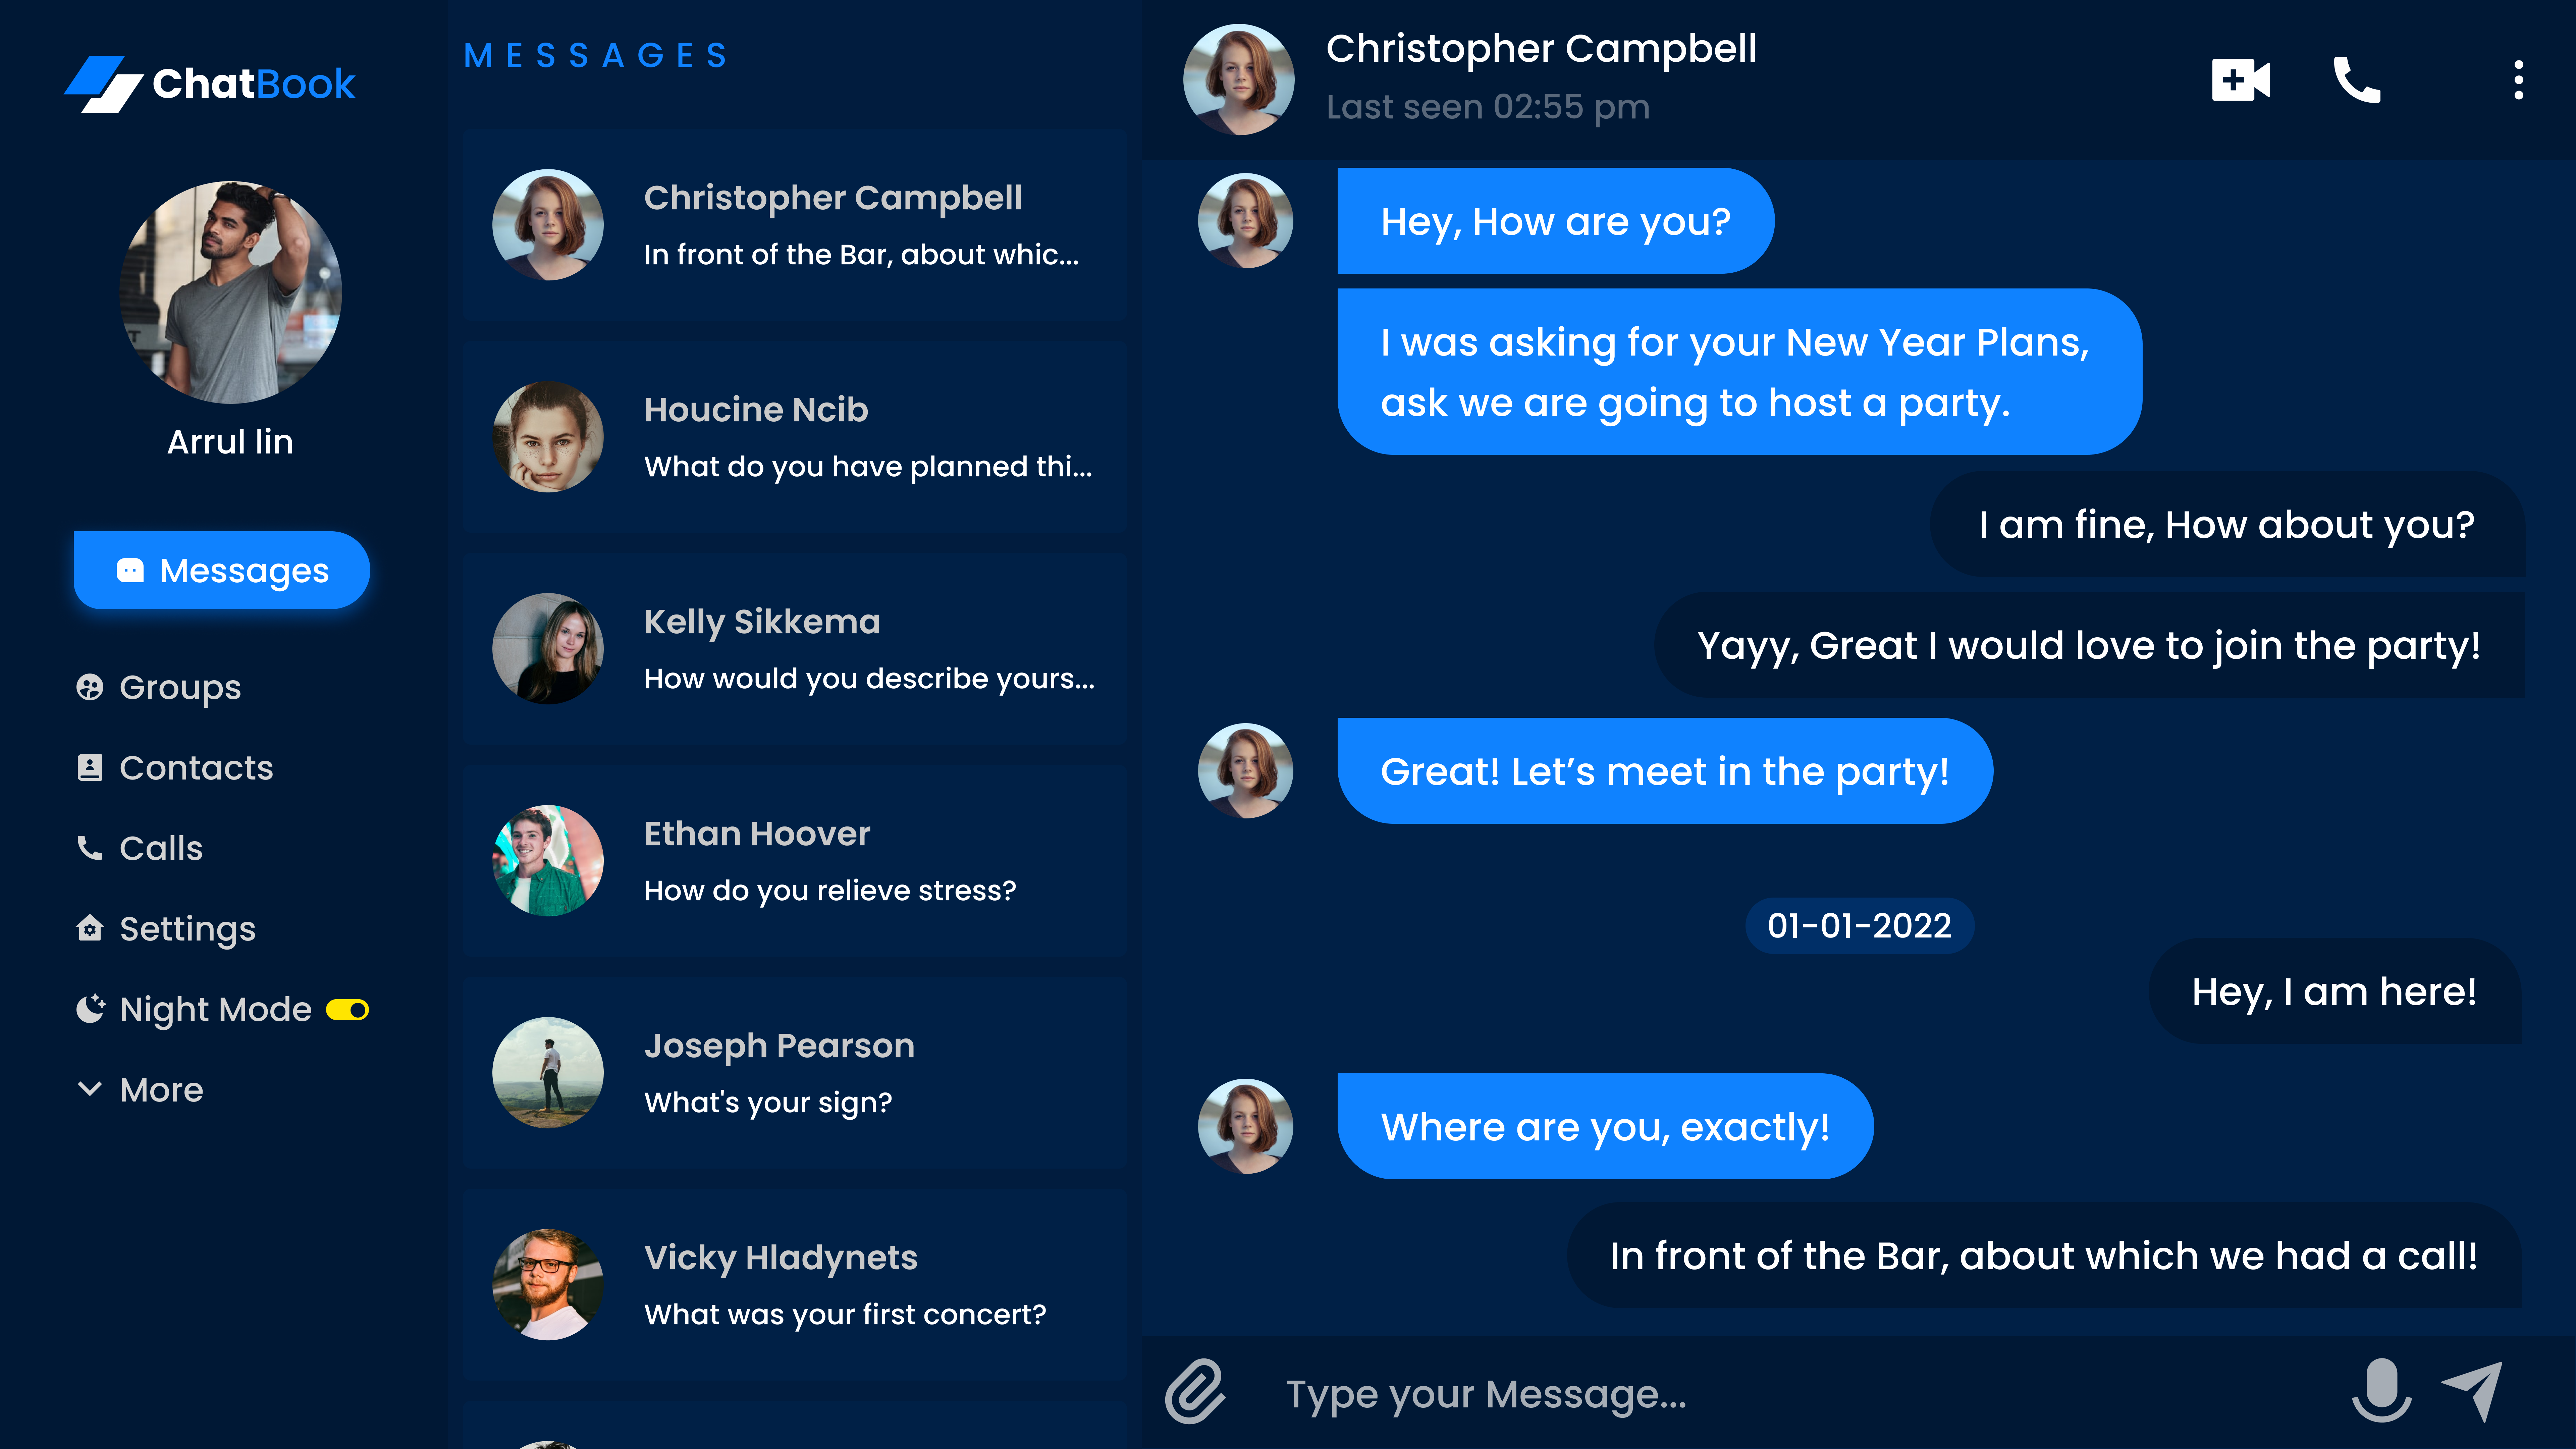 ChatBook
Arrul lin
Messages
Groups
Contacts
Calls
Settings
Night Mode
More
MESSAGES
Christopher Campbell
In front of the Bar, about whic...
Houcine Ncib
What do you have planned thi...
Kelly Sikkema
How would you describe yours...
Ethan Hoover
How do you relieve stress?
Joseph Pearson
What's your sign?
Vicky Hladynets
What was your first concert?
Christopher Campbell
Last seen 02:55 pm
Hey, How are you?
I was asking for your New Year Plans,
ask we are going to host a party.
I am fine, How about you?
Yayy, Great I would love to join the party!
Great! Let’s meet in the party!
01-01-2022
Hey, I am here!
Where are you, exactly!
In front of the Bar, about which we had a call!
Type your Message...